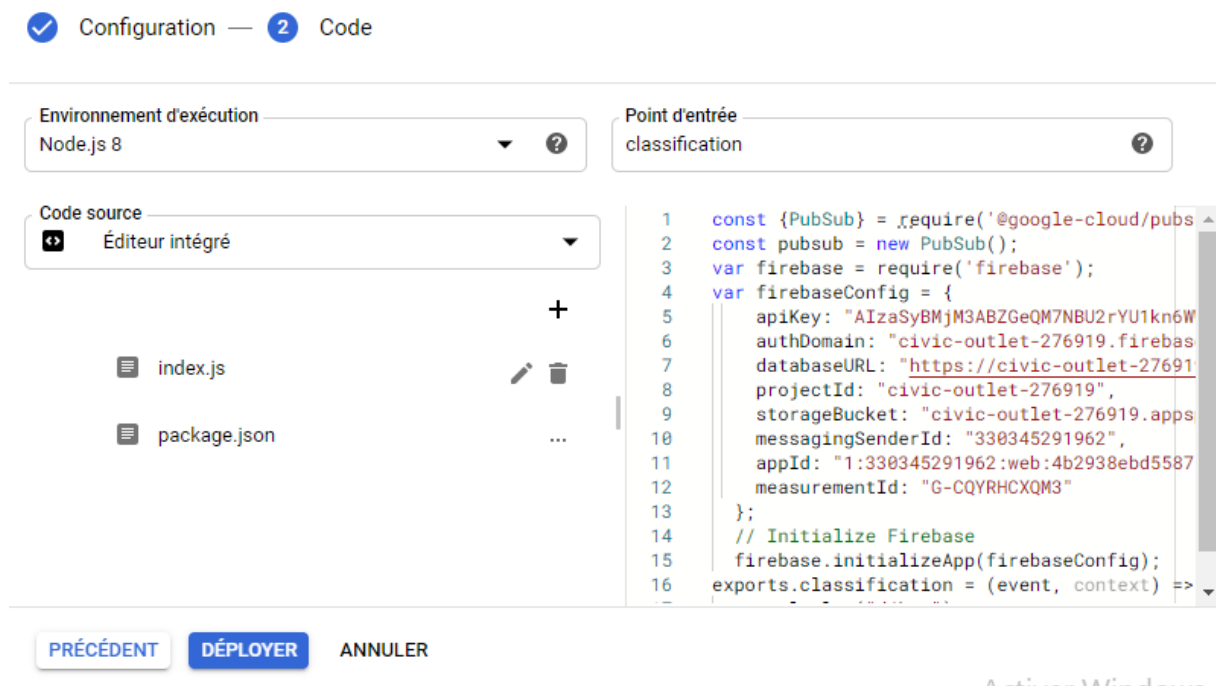 Configuration — 2 Code
Environnement d'exécution
Node.js 8
Point d'entrée
classification
Code source
Éditeur intégré
index.js
package.json
...
1 const {PubSub} = require('@google-cloud/pubs
2 const pubsub = new PubSub();
3 var firebase = require('firebase');
4 var firebaseConfig = {
5 apiKey: "AIzaSyBMjM3ABZGeQM7NBU2rYU1kn6W
6 authDomain: "civic-outlet-276919.firebas
7 databaseURL: "https://civic-outlet-27691
8 projectId: "civic-outlet-276919",
9 storageBucket: "civic-outlet-276919.apps
10 messagingSenderId: "330345291962",
11 appId: "1:330345291962:web:4b2938ebd5587
12 measurementId: "G-CQYRHCXQM3"
13 };
14 // Initialize Firebase
15 firebase.initializeApp(firebaseConfig);
16 exports.classification = (event, context) =>
PRÉCÉDENT DÉPLOYER ANNULER
Activer Windows